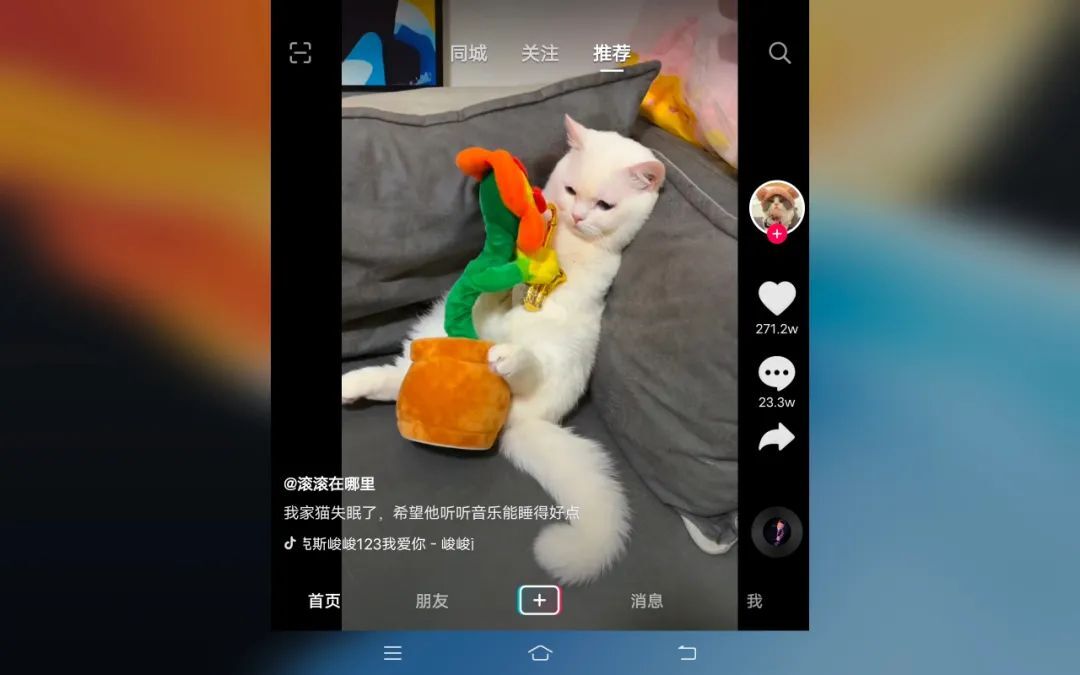 同城 关注 推荐
271.2w
23.3w
@滚滚在哪里
我家猫失眠了，希望他听听音乐能睡得好点
斯峻峻123我爱你 - 峻峻
首页 朋友 消息 我